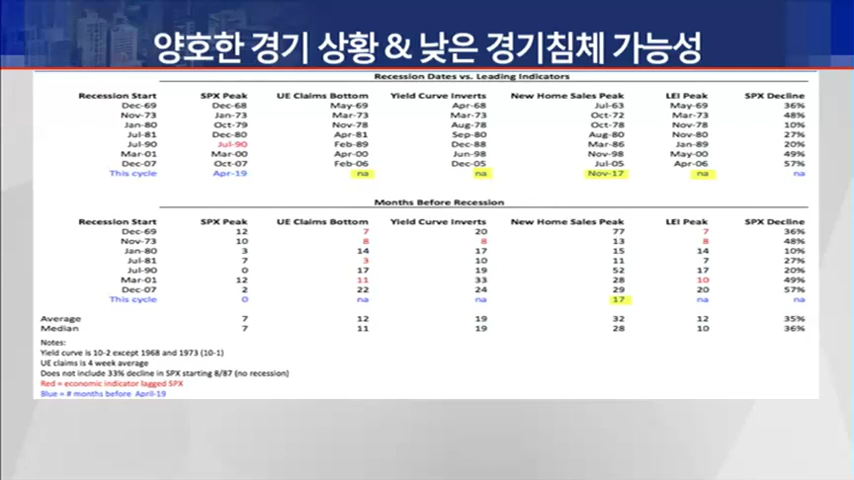 양호한 경기 상황 & 낮은 경기침체 가능성
Recession Dates vs. Leading Indicators
Recession Start SPX Peak UE Claims Bottom Yield Curve Inverts New Home Sales Peak LEI Peak SPX Decline
Dec-69 Dec-68 May-69 Apr-68 Jul-63 May-69 36%
Nov-73 Jan-73 Mar-73 Mar-73 Oct-72 Mar-73 48%
Jan-80 Oct-79 Nov-78 Aug-78 Oct-78 Nov-78 10%
Jul-81 Dec-80 Apr-81 Sep-80 Aug-80 Nov-80 27%
Jul-90 Jul-90 Feb-89 Dec-88 Mar-86 Jan-89 20%
Mar-01 Mar-00 Apr-00 Jun-98 Nov-98 May-00 49%
Dec-07 Oct-07 Feb-06 Dec-05 Jul-05 Apr-06 57%
This cycle Apr-19 na na Nov-17 na na
Months Before Recession
Recession Start SPX Peak UE Claims Bottom Yield Curve Inverts New Home Sales Peak LEI Peak SPX Decline
Dec-69 12 7 20 77 7 36%
Nov-73 10 8 8 13 8 48%
Jan-80 3 14 17 15 14 10%
Jul-81 7 3 10 11 7 27%
Jul-90 0 17 19 52 17 20%
Mar-01 12 11 33 28 10 49%
Dec-07 2 22 24 29 20 57%
This cycle 0 na na 17 na na
Average 7 12 19 32 12 35%
Median 7 11 19 28 10 36%
Notes:
Yield curve is 10-2 except 1968 and 1973 (10-1)
UE claims is 4 week average
Does not include 33% decline in SPX starting 8/87 (no recession)
Red = economic indicator lagged SPX
Blue = # months before April-19